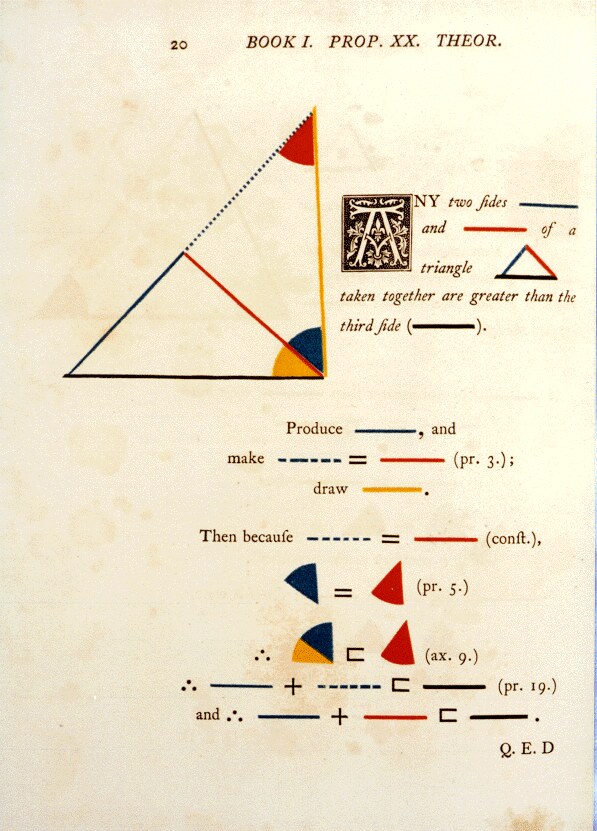 20 BOOK I. PROP. XX. THEOR.
ANY two ſides
and of a
triangle
taken together are greater than the
third ſide ( ).
Produce , and
make = (pr. 3.);
draw .
Then becauſe = (conſt.),
= (pr. 5.)
∴ ⊏ (ax. 9.)
∴ + ⊏ (pr. 19.)
and ∴ + ⊏ .
Q. E. D